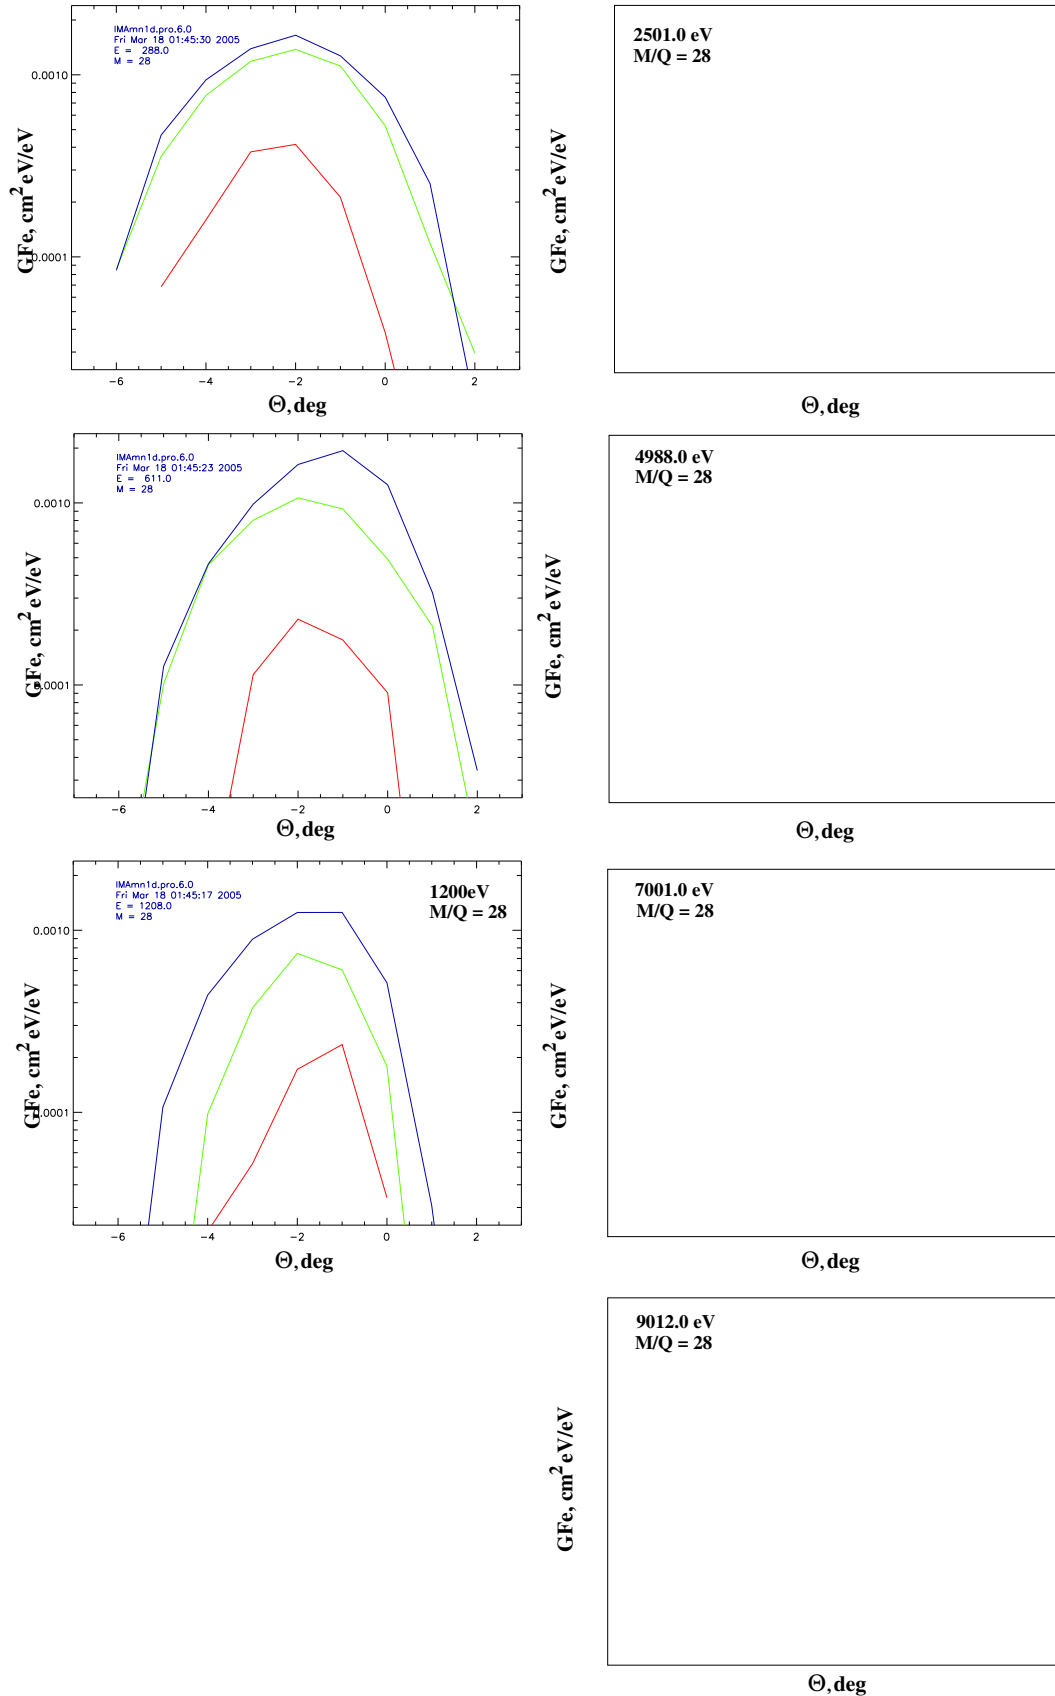 IMAmn1d.pro.6.0
Fri Mar 18 01:45:30 2005
E = 288.0
M = 28
0.0010
0.0001
GFe, cm2 eV/eV
-6 -4 -2 0 2
Θ, deg
2501.0 eV
M/Q = 28
GFe, cm2 eV/eV
Θ, deg
IMAmn1d.pro.6.0
Fri Mar 18 01:45:23 2005
E = 611.0
M = 28
0.0010
0.0001
GFe, cm2 eV/eV
-6 -4 -2 0 2
Θ, deg
4988.0 eV
M/Q = 28
GFe, cm2 eV/eV
Θ, deg
IMAmn1d.pro.6.0
Fri Mar 18 01:45:17 2005
E = 1208.0
M = 28
1200eV
M/Q = 28
0.0010
0.0001
GFe, cm2 eV/eV
-6 -4 -2 0 2
Θ, deg
7001.0 eV
M/Q = 28
GFe, cm2 eV/eV
Θ, deg
9012.0 eV
M/Q = 28
GFe, cm2 eV/eV
Θ, deg